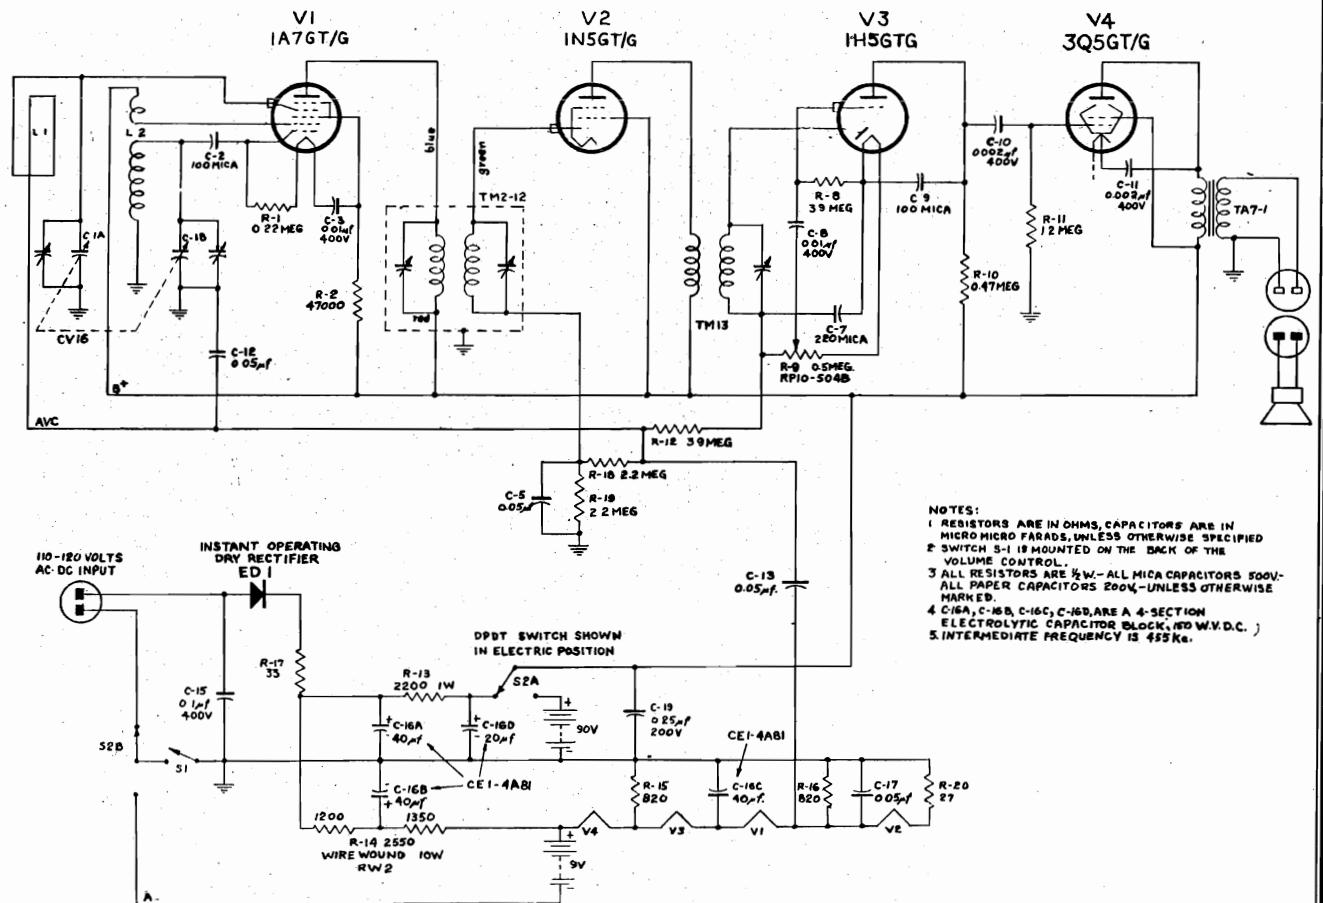 V1
1A7GT/G
V2
1N5GT/G
V3
1H5GTG
V4
3Q5GT/G
L1
L2
C-2
100MICA
R-1
0.22MEG
C-3
0.01µf
400V
C-1A
C-1B
CV16
C-12
0.05µf
R-2
47000
B+
AVC
blue
green
red
TM2-12
TM13
R-8
3.9 MEG
C-8
0.01µf
400V
C-9
100 MICA
C-7
220MICA
R-9 0.5MEG.
RP10-504B
C-10
0.002µf
400V
R-10
0.47MEG
R-11
1.2 MEG
C-11
0.002µf
400V
TA7-1
R-12 3.9MEG
R-18 2.2 MEG
C-5
0.05µf
R-19
2.2 MEG
C-13
0.05µf.
NOTES:
1 RESISTORS ARE IN OHMS, CAPACITORS ARE IN
MICRO MICRO FARADS, UNLESS OTHERWISE SPECIFIED
2 SWITCH S-1 IS MOUNTED ON THE BACK OF THE
VOLUME CONTROL.
3 ALL RESISTORS ARE ½W.-ALL MICA CAPACITORS 500V.-
ALL PAPER CAPACITORS 200V,-UNLESS OTHERWISE
MARKED.
4 C-16A, C-16B, C-16C, C-16D, ARE A 4-SECTION
ELECTROLYTIC CAPACITOR BLOCK, 150 W.V.D.C.
5. INTERMEDIATE FREQUENCY IS 455Kc.
110-120 VOLTS
AC-DC INPUT
INSTANT OPERATING
DRY RECTIFIER
ED 1
R-17
33
C-15
0.1µf
400V
S2B
S1
DPDT SWITCH SHOWN
IN ELECTRIC POSITION
R-13
2200 1W
S2A
C-16A
40µf
C-16D
20µf
C-16B
40µf
CE1-4A81
90V
C-19
0.25µf
200V
CE1-4A81
R-15
820
C-16C
40µf.
R-16
820
C-17
0.05µf
R-20
27
1200
1350
R-14 2550
WIRE WOUND 10W
RW2
V4
V3
V1
V2
9V
A-